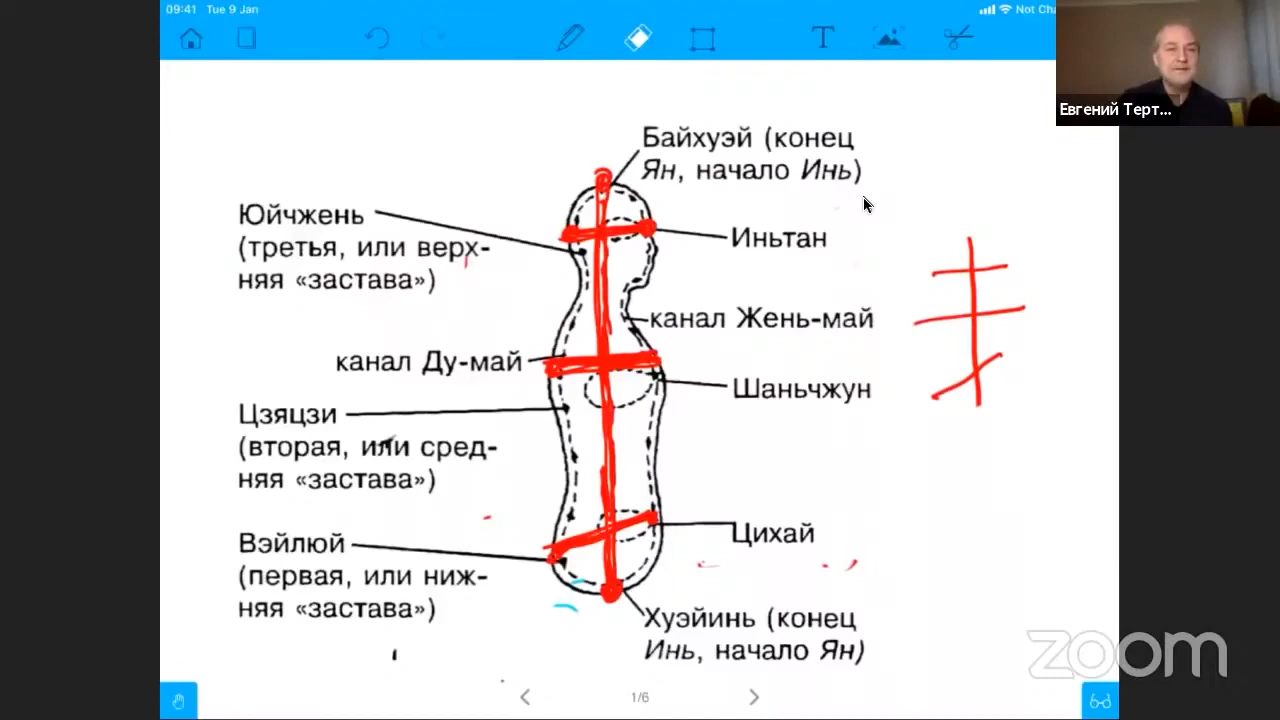 09:41 Tue 9 Jan
Not Cha
Евгений Терт...
Байхуэй (конец
Ян, начало Инь)
Юйчжень
(третья, или верх-
няя «застава»)
Иньтан
канал Жень-май
канал Ду-май
Шаньчжун
Цзяцзи
(вторая, или сред-
няя «застава»)
Вэйлюй
(первая, или ниж-
няя «застава»)
Цихай
Хуэйинь (конец
Инь, начало Ян)
zoom
1/6